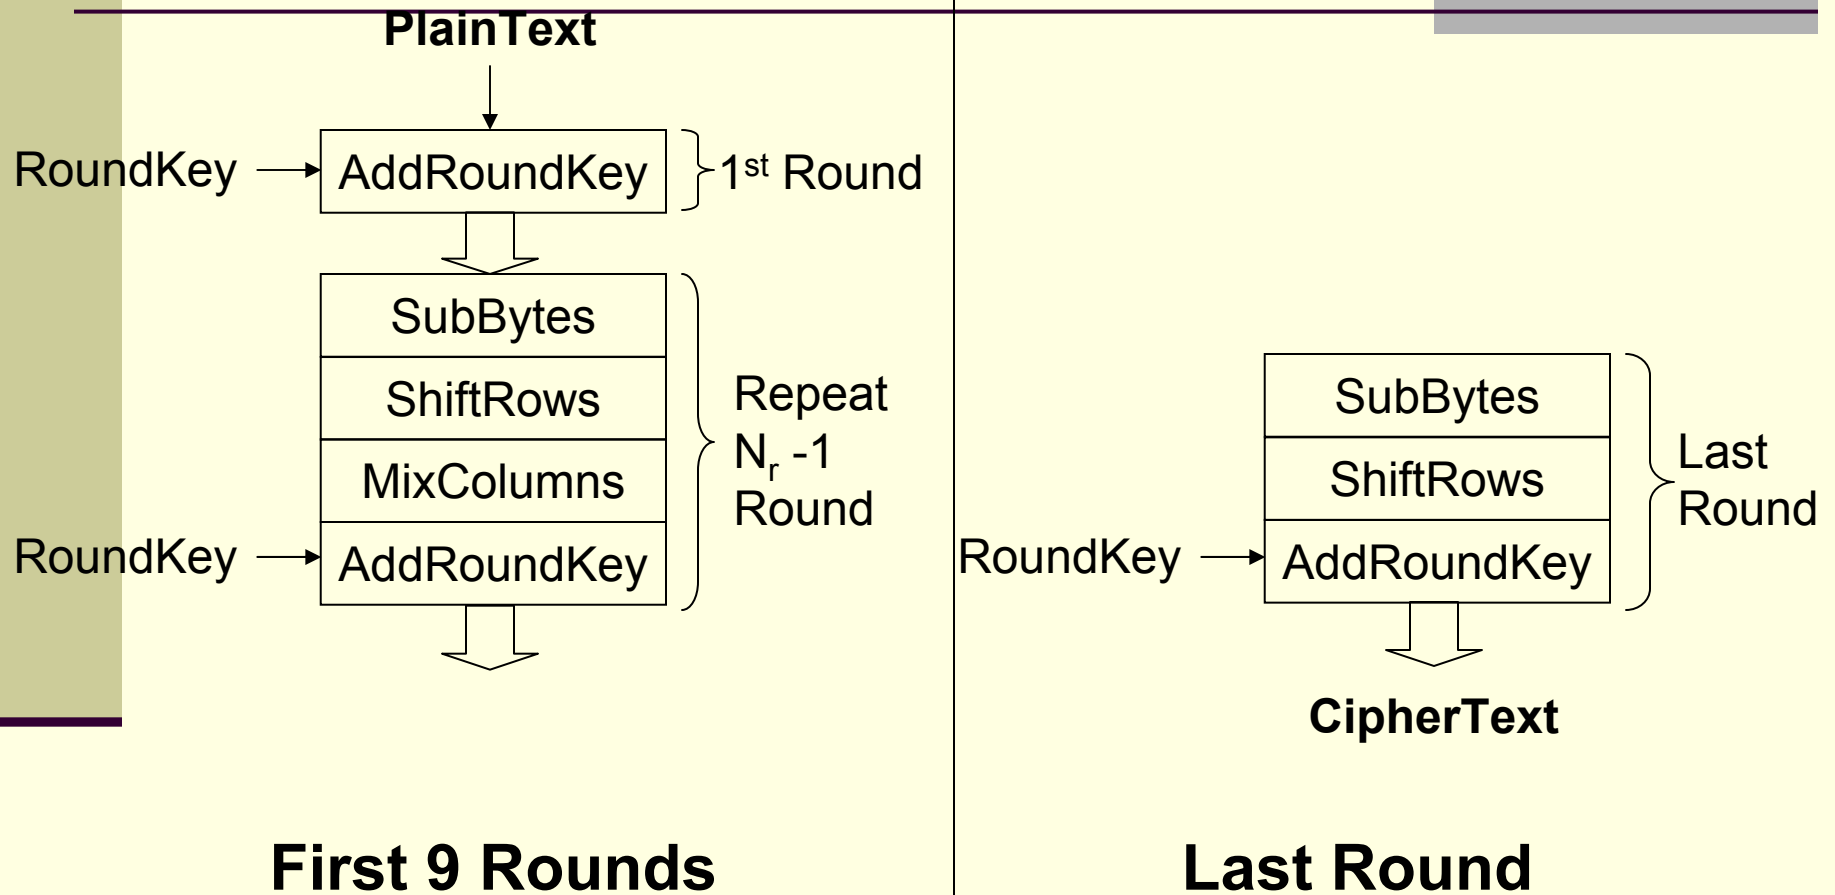 PlainText
RoundKey
AddRoundKey
1st Round
SubBytes
ShiftRows
MixColumns
RoundKey
AddRoundKey
Repeat
Nr -1
Round
First 9 Rounds
SubBytes
ShiftRows
RoundKey
AddRoundKey
Last
Round
CipherText
Last Round